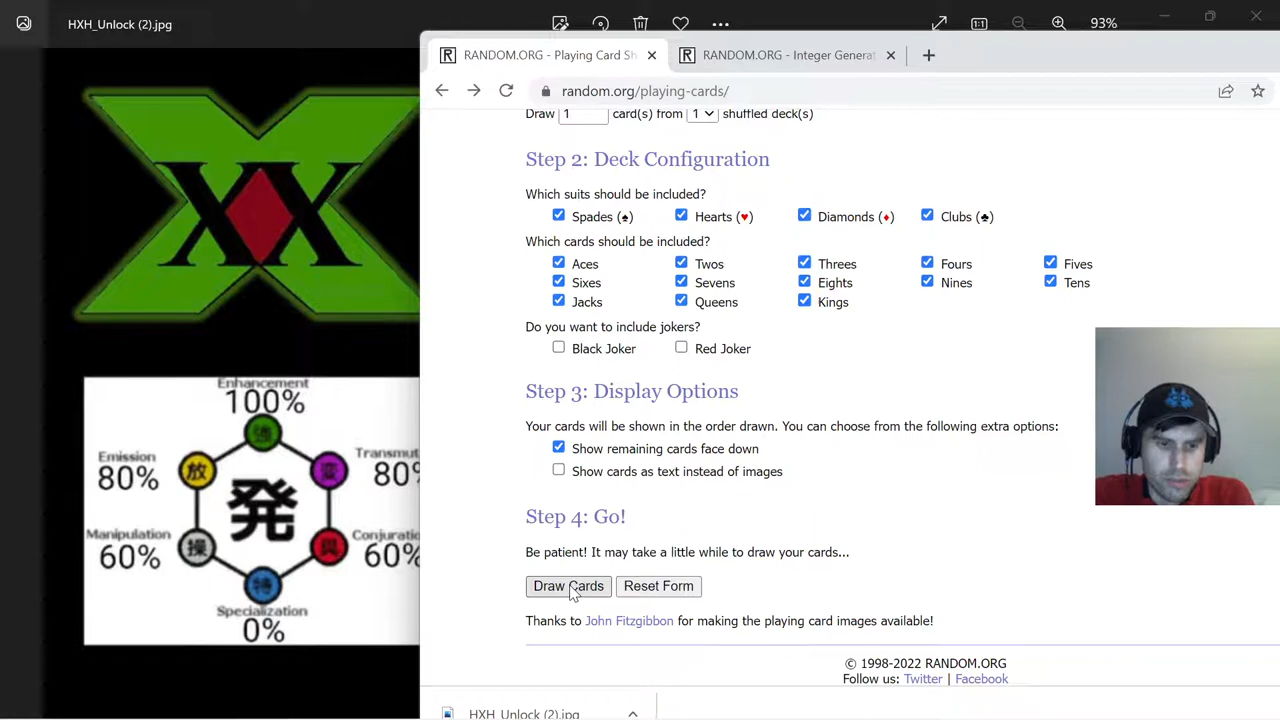 HXH_Unlock (2).jpg
93%
RANDOM.ORG - Playing Card Sh
RANDOM.ORG - Integer Generat
random.org/playing-cards/
Draw 1 card(s) from 1 shuffled deck(s)
Step 2: Deck Configuration
Which suits should be included?
Spades (♠) Hearts (♥) Diamonds (♦) Clubs (♣)
Which cards should be included?
Aces Twos Threes Fours Fives
Sixes Sevens Eights Nines Tens
Jacks Queens Kings
Do you want to include jokers?
Black Joker Red Joker
Step 3: Display Options
Your cards will be shown in the order drawn. You can choose from the following extra options:
Show remaining cards face down
Show cards as text instead of images
Step 4: Go!
Be patient! It may take a little while to draw your cards...
Draw Cards Reset Form
Thanks to John Fitzgibbon for making the playing card images available!
© 1998-2022 RANDOM.ORG
Follow us: Twitter | Facebook
HXH_Unlock (2).jpg
XX
Enhancement
100%
強
Emission
80%
放
Transmut
80%
変
発
Manipulation
60%
操
Conjuratio
60%
具
特
Specialization
0%